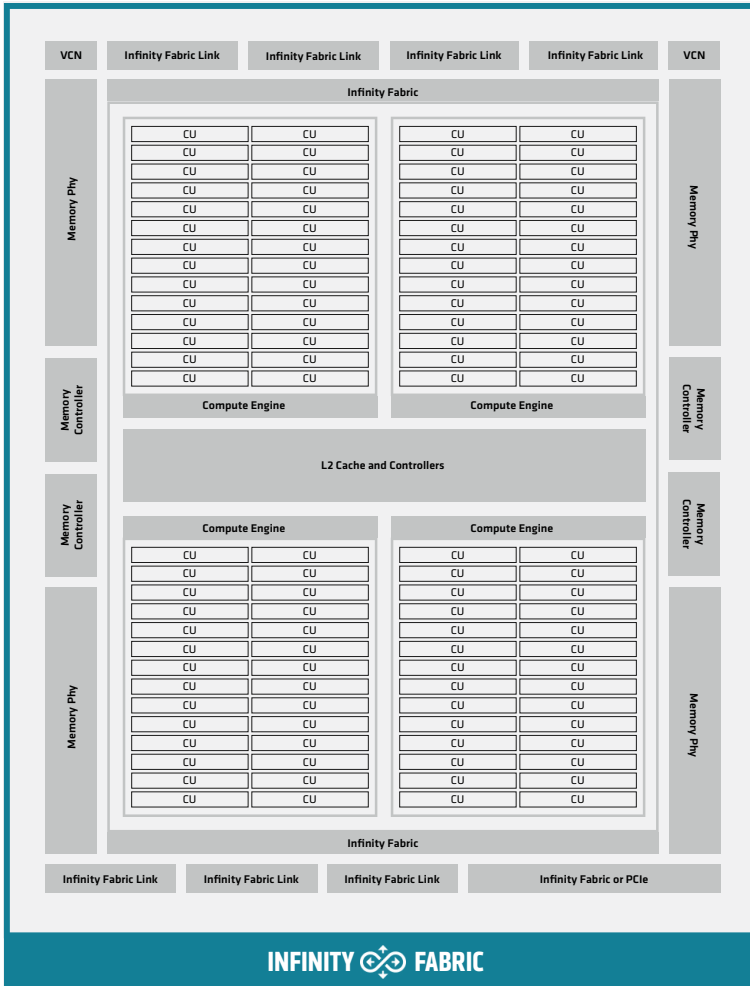 VCN Infinity Fabric Link Infinity Fabric Link Infinity Fabric Link Infinity Fabric Link VCN
Infinity Fabric
Memory Phy
Memory Phy
CU CU CU CU
CU CU CU CU
CU CU CU CU
CU CU CU CU
CU CU CU CU
CU CU CU CU
CU CU CU CU
CU CU CU CU
CU CU CU CU
CU CU CU CU
CU CU CU CU
CU CU CU CU
CU CU CU CU
CU CU CU CU
Compute Engine Compute Engine
Memory
Controller
Memory
Controller
L2 Cache and Controllers
Memory
Controller
Memory
Controller
Compute Engine Compute Engine
CU CU CU CU
CU CU CU CU
CU CU CU CU
CU CU CU CU
CU CU CU CU
CU CU CU CU
CU CU CU CU
CU CU CU CU
CU CU CU CU
CU CU CU CU
CU CU CU CU
CU CU CU CU
CU CU CU CU
CU CU CU CU
Memory Phy
Memory Phy
Infinity Fabric
Infinity Fabric Link Infinity Fabric Link Infinity Fabric Link Infinity Fabric or PCIe
INFINITY FABRIC